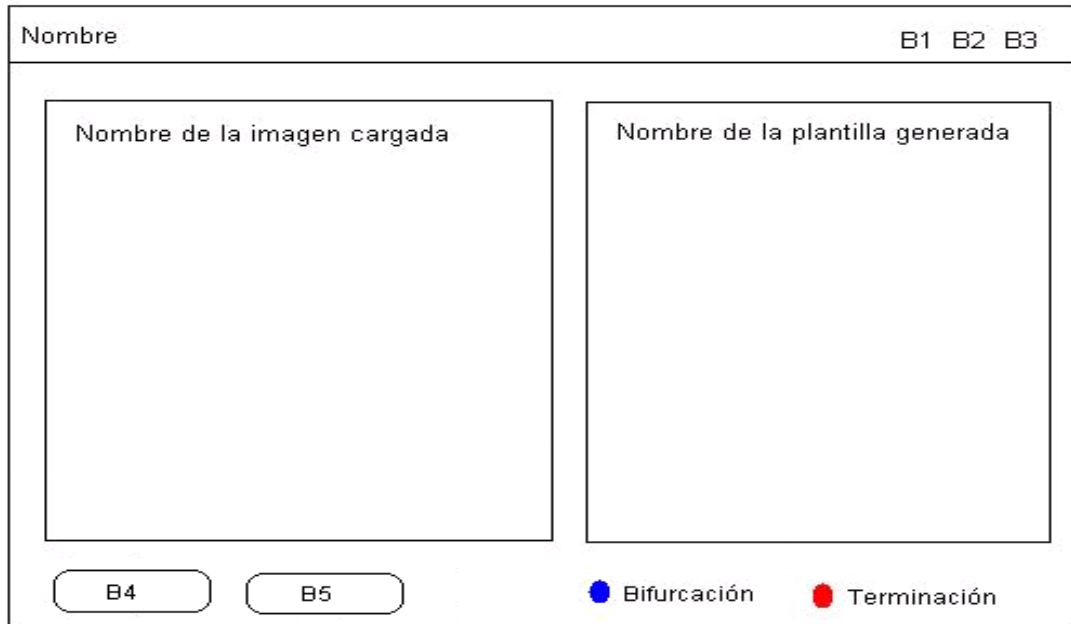 Nombre
B1 B2 B3
Nombre de la imagen cargada
Nombre de la plantilla generada
B4
B5
Bifurcación
Terminación